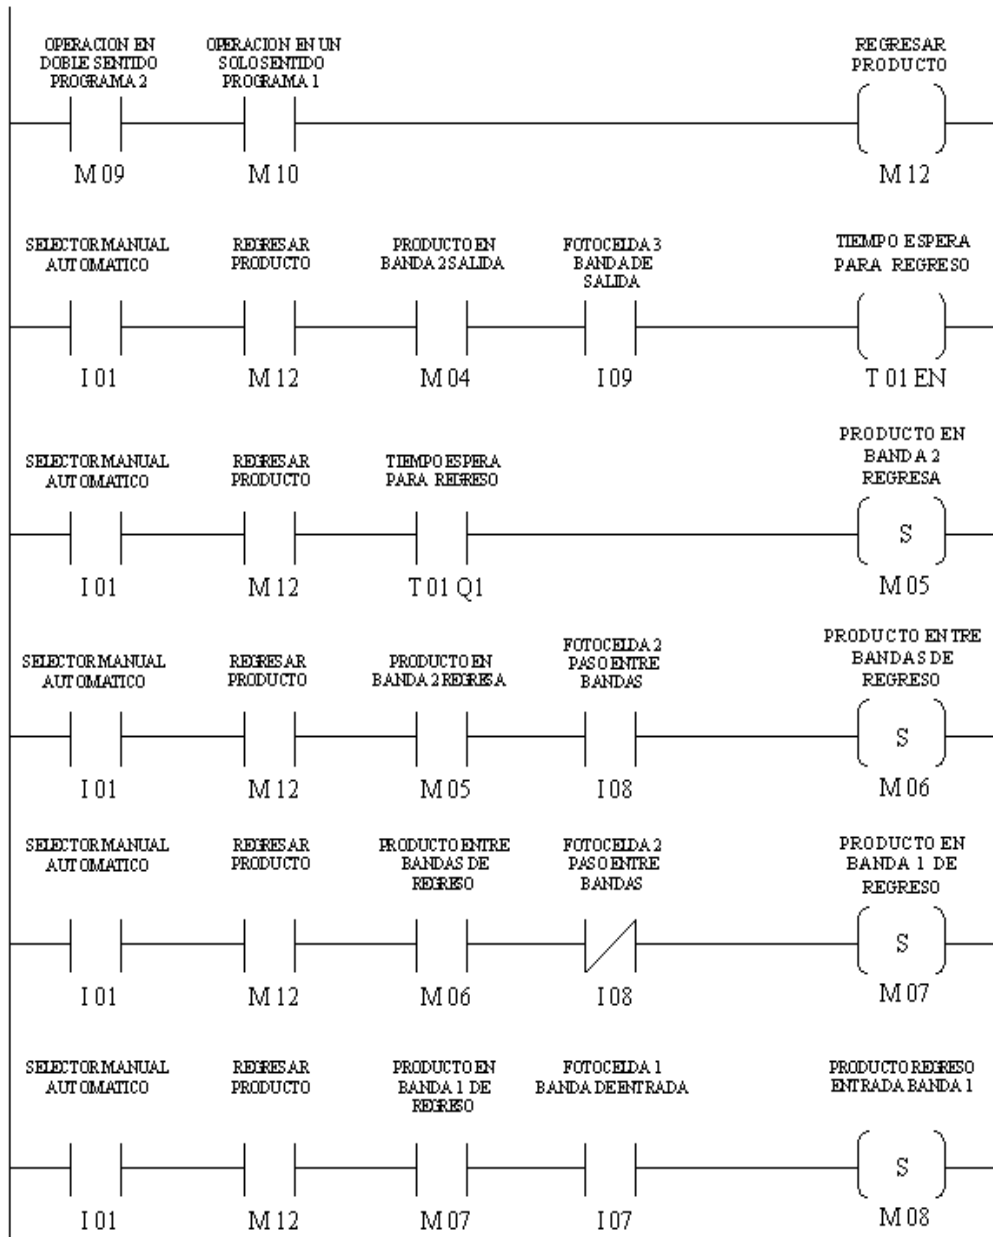 OPERACION EN
DOBLE SENTIDO
PROGRAMA 2
OPERACION EN UN
SOLO SENTIDO
PROGRAMA 1
REGRESAR
PRODUCTO
M 09
M 10
M 12
SELECTOR MANUAL
AUTOMATICO
REGRESAR
PRODUCTO
PRODUCTO EN
BANDA 2 SALIDA
FOTOCELDA 3
BANDA DE
SALIDA
TIEMPO ESPERA
PARA REGRESO
I 01
M 12
M 04
I 09
T 01 EN
SELECTOR MANUAL
AUTOMATICO
REGRESAR
PRODUCTO
TIEMPO ESPERA
PARA REGRESO
PRODUCTO EN
BANDA 2
REGRESA
S
I 01
M 12
T 01 Q1
M 05
SELECTOR MANUAL
AUTOMATICO
REGRESAR
PRODUCTO
PRODUCTO EN
BANDA 2 REGRESA
FOTOCELDA 2
PASO ENTRE
BANDAS
PRODUCTO ENTRE
BANDAS DE
REGRESO
S
I 01
M 12
M 05
I 08
M 06
SELECTOR MANUAL
AUTOMATICO
REGRESAR
PRODUCTO
PRODUCTO ENTRE
BANDAS DE
REGRESO
FOTOCELDA 2
PASO ENTRE
BANDAS
PRODUCTO EN
BANDA 1 DE
REGRESO
S
I 01
M 12
M 06
I 08
M 07
SELECTOR MANUAL
AUTOMATICO
REGRESAR
PRODUCTO
PRODUCTO EN
BANDA 1 DE
REGRESO
FOTOCELDA 1
BANDA DE ENTRADA
PRODUCTO REGRESO
ENTRADA BANDA 1
S
I 01
M 12
M 07
I 07
M 08